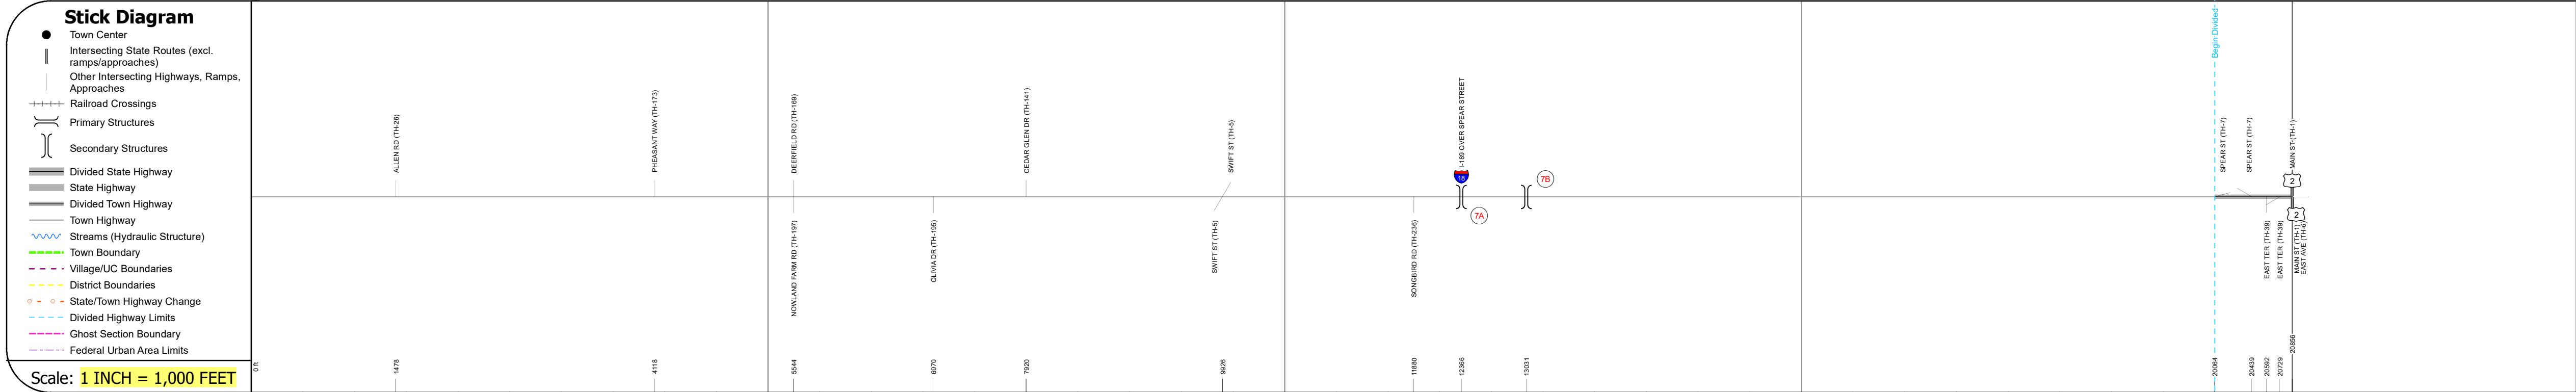 Stick Diagram
Town Center
Intersecting State Routes (excl.
ramps/approaches)
Other Intersecting Highways, Ramps,
Approaches
Railroad Crossings
Primary Structures
Secondary Structures
Divided State Highway
State Highway
Divided Town Highway
Town Highway
Streams (Hydraulic Structure)
Town Boundary
Village/UC Boundaries
District Boundaries
State/Town Highway Change
Divided Highway Limits
Ghost Section Boundary
Federal Urban Area Limits
Scale: 1 INCH = 1,000 FEET
ALLEN RD (TH-26)
PHEASANT WAY (TH-173)
DEERFIELD RD (TH-169)
CEDAR GLEN DR (TH-141)
SWIFT ST (TH-5)
I-189 OVER SPEAR STREET
18
7B
Begin Divided
SPEAR ST (TH-7)
SPEAR ST (TH-7)
MAIN ST (TH-1)
2
NOWLAND FARM RD (TH-197)
OLIVIA DR (TH-195)
SWIFT ST (TH-5)
SONGBIRD RD (TH-236)
7A
EAST TER (TH-39)
EAST TER (TH-39)
2
MAIN ST (TH-1)
EAST AVE (TH-6)
0 ft
1478
4118
5544
6970
7920
9926
11880
12366
13031
20064
20439
20592
20729
20856